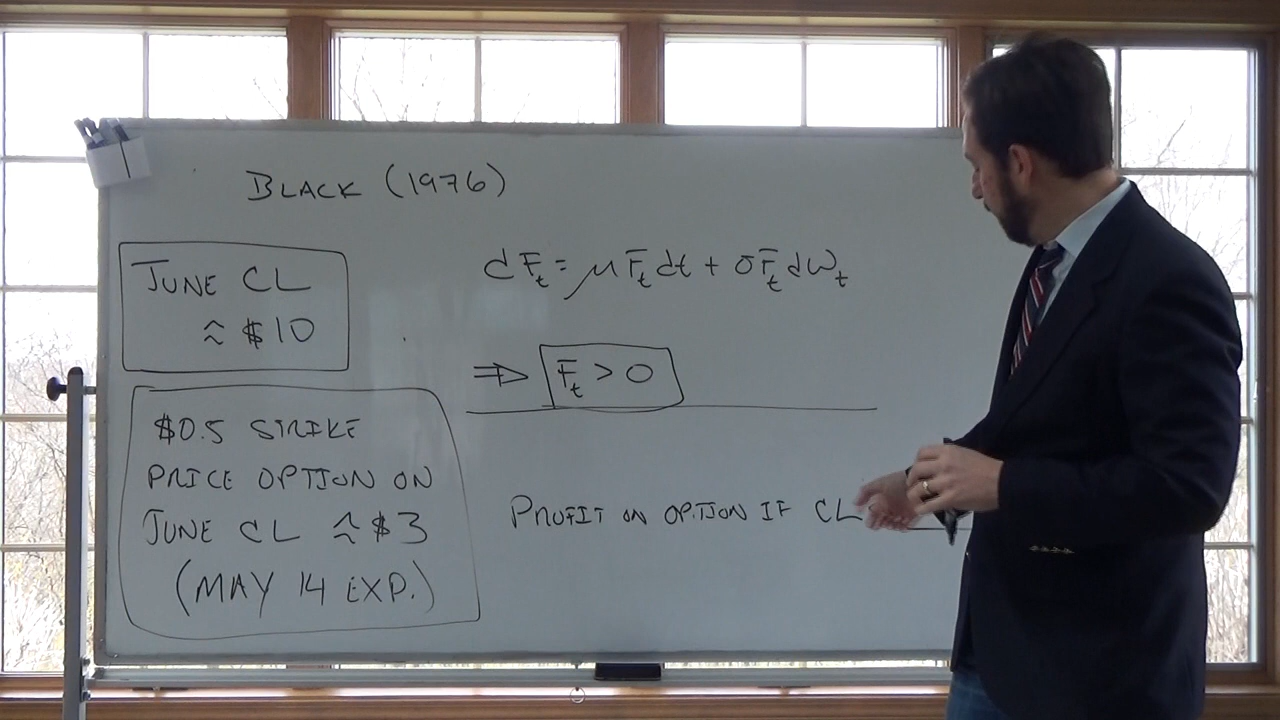 BLACK (1976)
JUNE CL
≈ $10
dF_t = μF_t dt + σF_t dW_t
⇒ F_t > 0
$0.5 STRIKE
PRICE OPTION ON
JUNE CL ≈ $3
(MAY 14 EXP.)
PROFIT ON OPTION IF CL